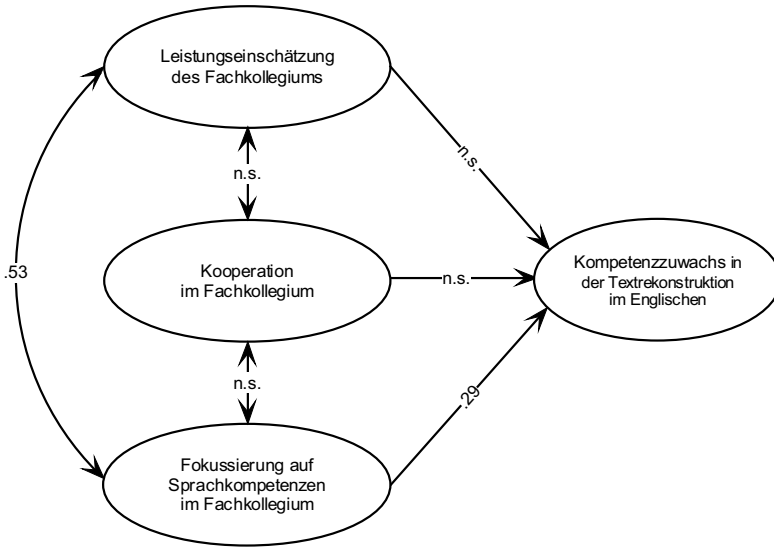 Leistungseinschätzung
des Fachkollegiums
n.s.
n.s.
.53
Kooperation
im Fachkollegium
n.s.
Kompetenzzuwachs in
der Textrekonstruktion
im Englischen
n.s.
.29
Fokussierung auf
Sprachkompetenzen
im Fachkollegium